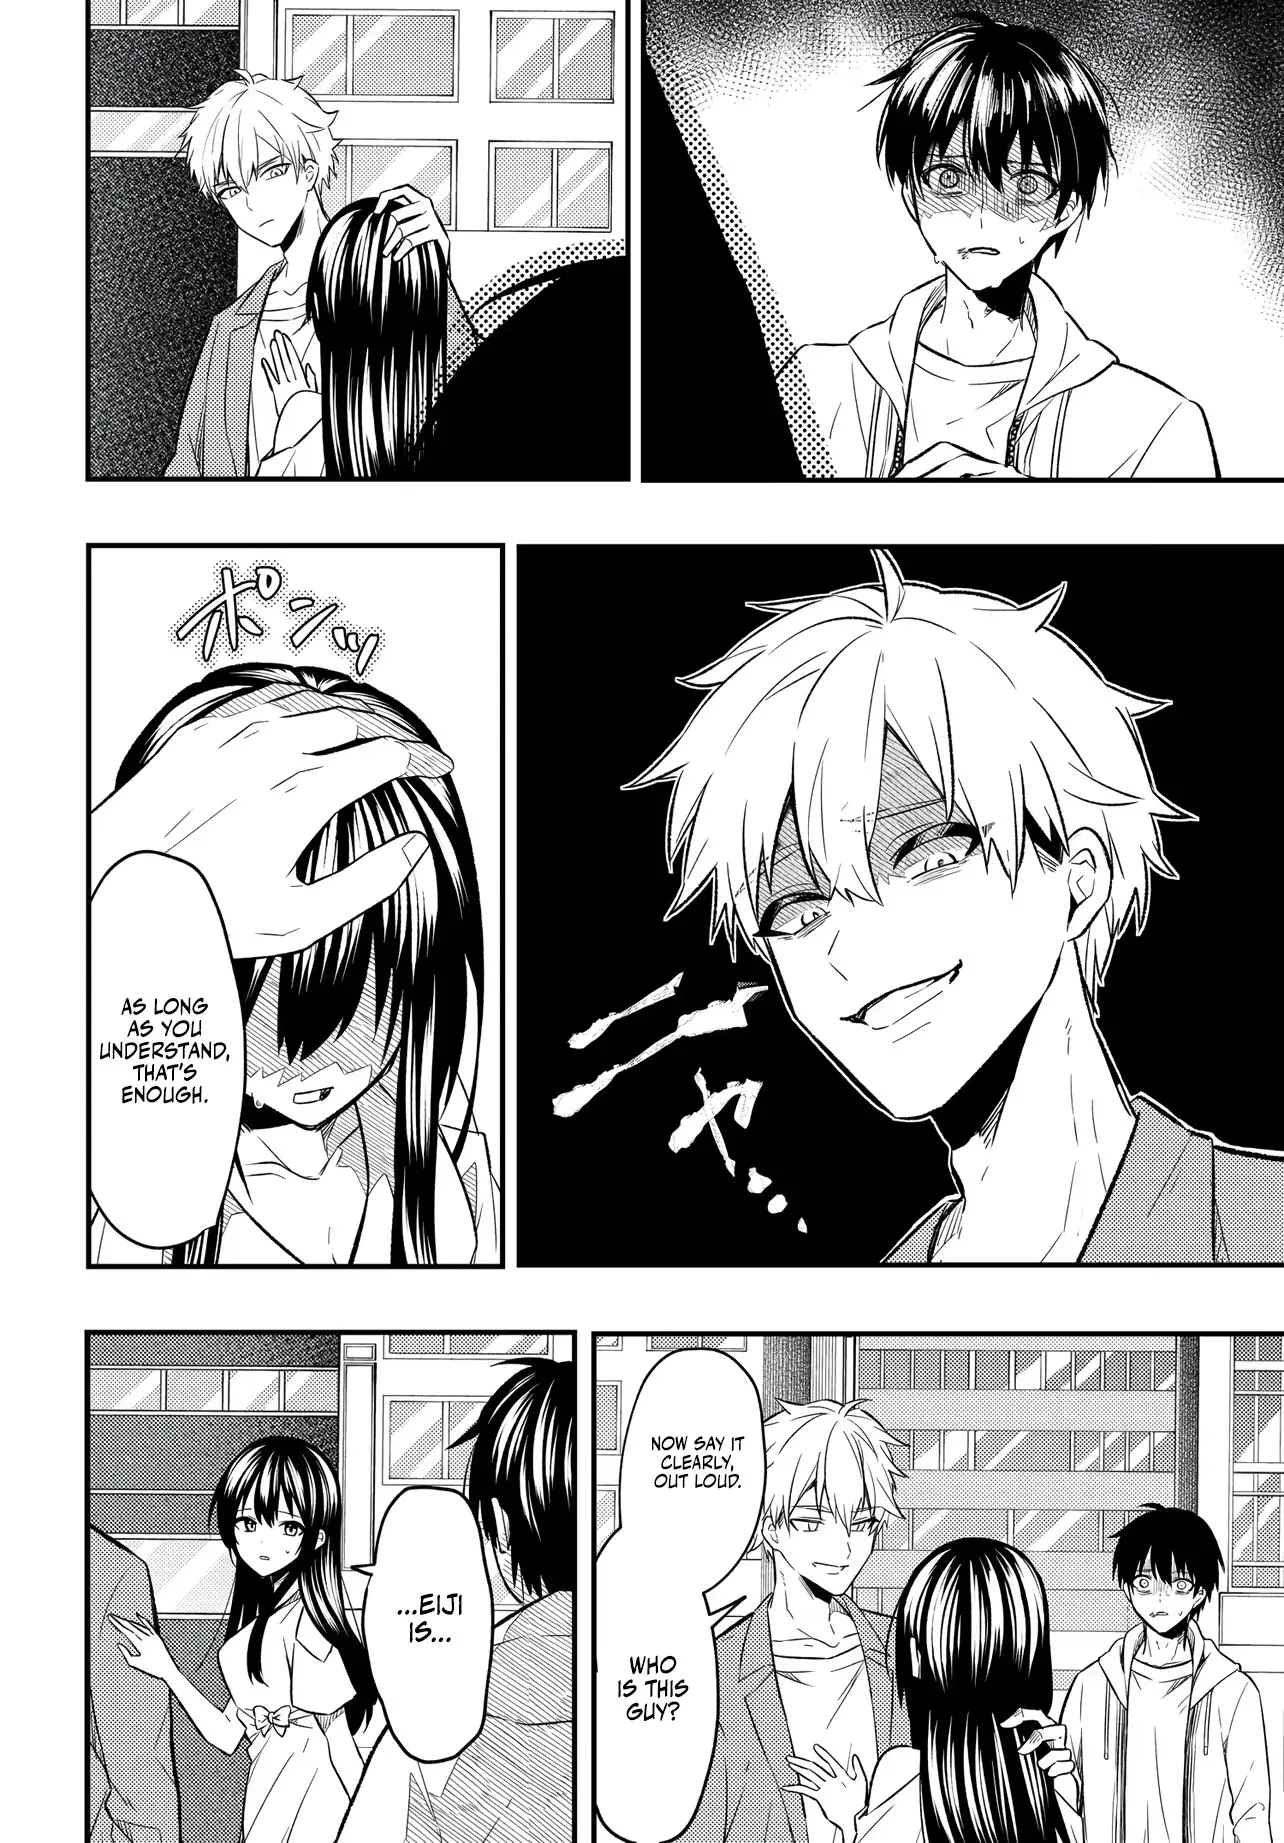 ニヤ…
ポンッ
AS LONG
AS YOU
UNDERSTAND,
THAT'S
ENOUGH.
NOW SAY IT
CLEARLY,
OUT LOUD.
WHO
IS THIS
GUY?
...EIJI
IS...